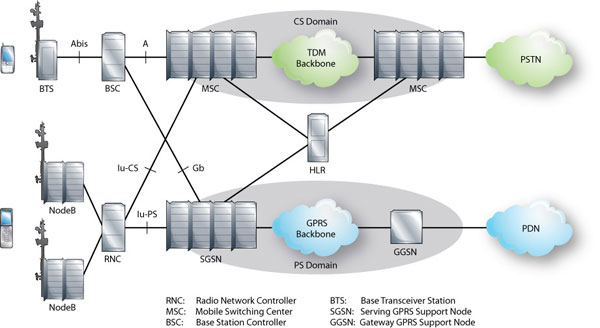 CS Domain
Abis
A
TDM
Backbone
BTS
BSC
MSC
MSC
PSTN
HLR
Iu-CS
Gb
NodeB
Iu-PS
GPRS
Backbone
PDN
RNC
SGSN
GGSN
PS Domain
NodeB
RNC: Radio Network Controller
MSC: Mobile Switching Center
BSC: Base Station Controller
BTS: Base Transceiver Station
SGSN: Serving GPRS Support Node
GGSN: Gateway GPRS Support Node